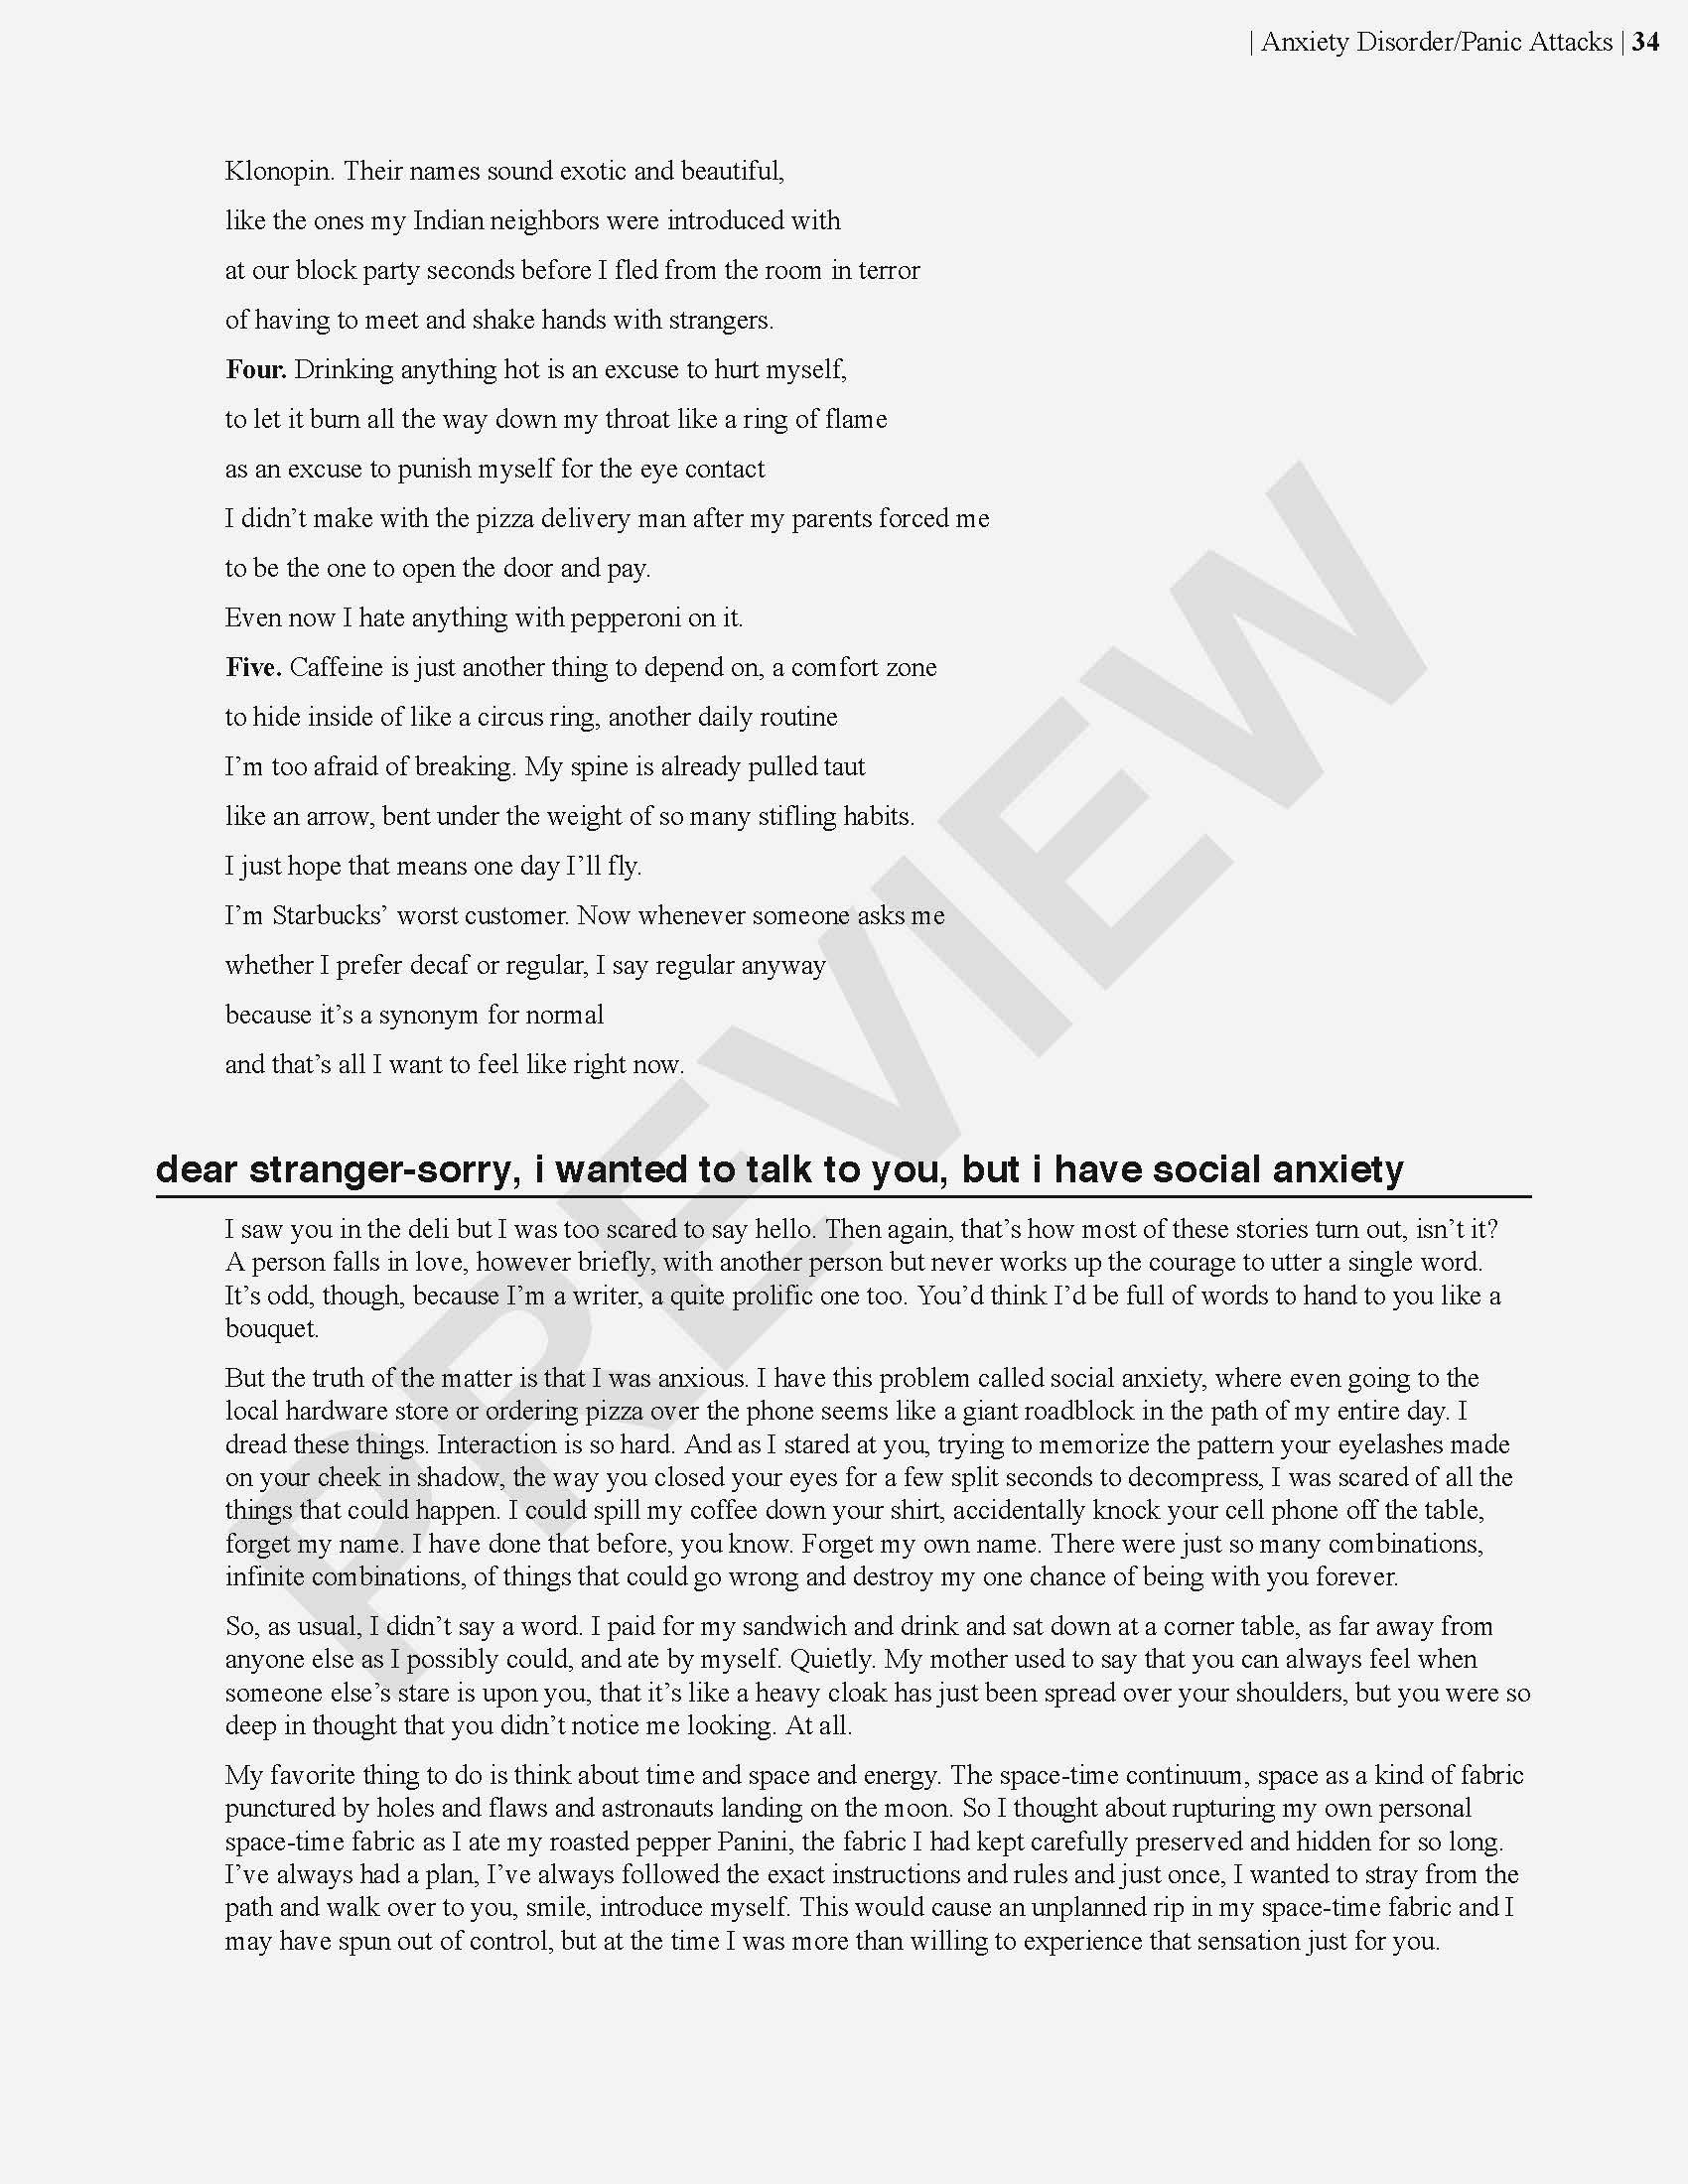 | Anxiety Disorder/Panic Attacks | 34
Klonopin. Their names sound exotic and beautiful,
like the ones my Indian neighbors were introduced with
at our block party seconds before I fled from the room in terror
of having to meet and shake hands with strangers.
Four. Drinking anything hot is an excuse to hurt myself,
to let it burn all the way down my throat like a ring of flame
as an excuse to punish myself for the eye contact
I didn’t make with the pizza delivery man after my parents forced me
to be the one to open the door and pay.
Even now I hate anything with pepperoni on it.
Five. Caffeine is just another thing to depend on, a comfort zone
to hide inside of like a circus ring, another daily routine
I’m too afraid of breaking. My spine is already pulled taut
like an arrow, bent under the weight of so many stifling habits.
I just hope that means one day I’ll fly.
I’m Starbucks’ worst customer. Now whenever someone asks me
whether I prefer decaf or regular, I say regular anyway
because it’s a synonym for normal
and that’s all I want to feel like right now.
dear stranger-sorry, i wanted to talk to you, but i have social anxiety
I saw you in the deli but I was too scared to say hello. Then again, that’s how most of these stories turn out, isn’t it?
A person falls in love, however briefly, with another person but never works up the courage to utter a single word.
It’s odd, though, because I’m a writer, a quite prolific one too. You’d think I’d be full of words to hand to you like a
bouquet.
But the truth of the matter is that I was anxious. I have this problem called social anxiety, where even going to the
local hardware store or ordering pizza over the phone seems like a giant roadblock in the path of my entire day. I
dread these things. Interaction is so hard. And as I stared at you, trying to memorize the pattern your eyelashes made
on your cheek in shadow, the way you closed your eyes for a few split seconds to decompress, I was scared of all the
things that could happen. I could spill my coffee down your shirt, accidentally knock your cell phone off the table,
forget my name. I have done that before, you know. Forget my own name. There were just so many combinations,
infinite combinations, of things that could go wrong and destroy my one chance of being with you forever.
So, as usual, I didn’t say a word. I paid for my sandwich and drink and sat down at a corner table, as far away from
anyone else as I possibly could, and ate by myself. Quietly. My mother used to say that you can always feel when
someone else’s stare is upon you, that it’s like a heavy cloak has just been spread over your shoulders, but you were so
deep in thought that you didn’t notice me looking. At all.
My favorite thing to do is think about time and space and energy. The space-time continuum, space as a kind of fabric
punctured by holes and flaws and astronauts landing on the moon. So I thought about rupturing my own personal
space-time fabric as I ate my roasted pepper Panini, the fabric I had kept carefully preserved and hidden for so long.
I’ve always had a plan, I’ve always followed the exact instructions and rules and just once, I wanted to stray from the
path and walk over to you, smile, introduce myself. This would cause an unplanned rip in my space-time fabric and I
may have spun out of control, but at the time I was more than willing to experience that sensation just for you.
PREVIEW